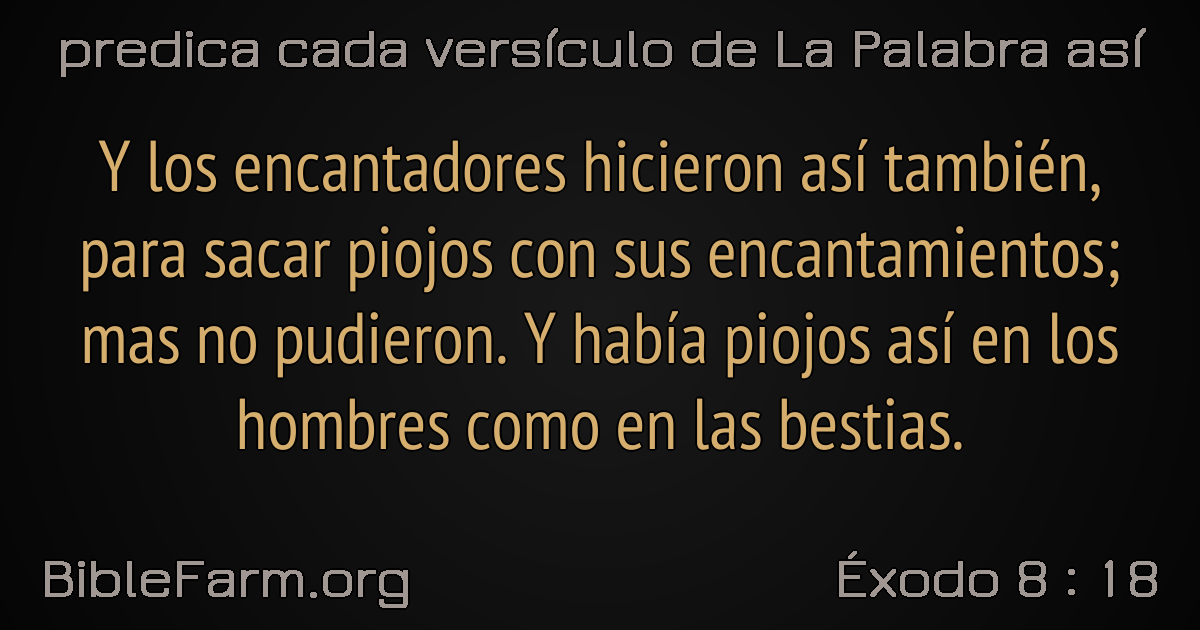 predica cada versículo de La Palabra así
Y los encantadores hicieron así también,
para sacar piojos con sus encantamientos;
mas no pudieron. Y había piojos así en los
hombres como en las bestias.
BibleFarm.org
Éxodo 8 : 18